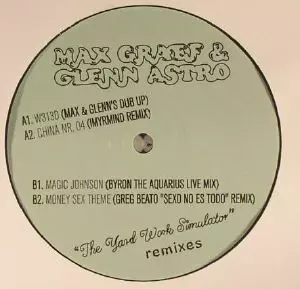 MAX GRAEF &
GLENN ASTRO
A1. W313D (MAX & GLENN'S DUB UP)
A2. CHINA NR. 04 (IMYRMIND REMIX)
B1. MAGIC JOHNSON (BYRON THE AQUARIUS LIVE MIX)
B2. MONEY SEX THEME (GREG BEATO "SEXO NO ES TODO" REMIX)
"The Yard Work Simulator"
remixes